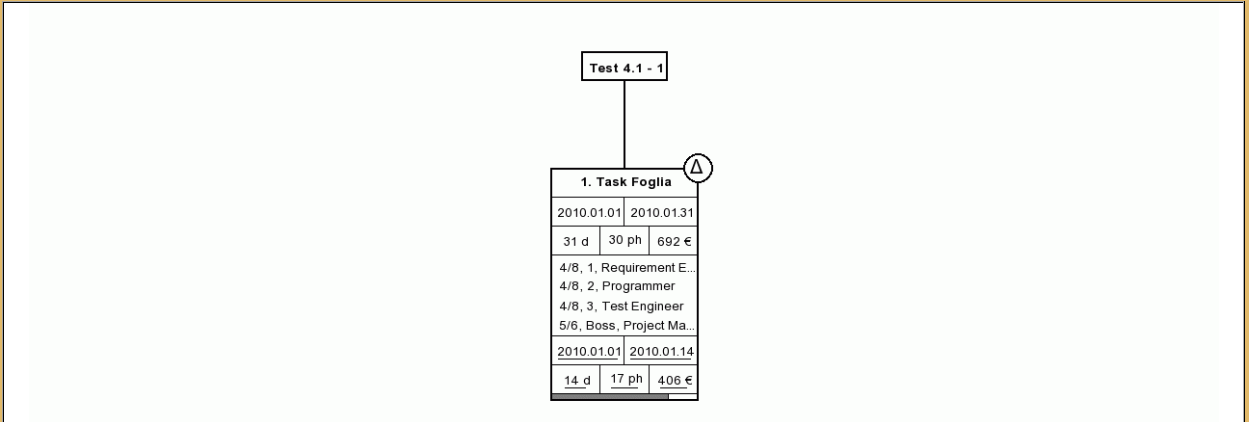 Test 4.1 - 1
Δ
1. Task Foglia
2010.01.01 2010.01.31
31 d 30 ph 692 €
4/8, 1, Requirement E...
4/8, 2, Programmer
4/8, 3, Test Engineer
5/6, Boss, Project Ma...
2010.01.01 2010.01.14
14 d 17 ph 406 €